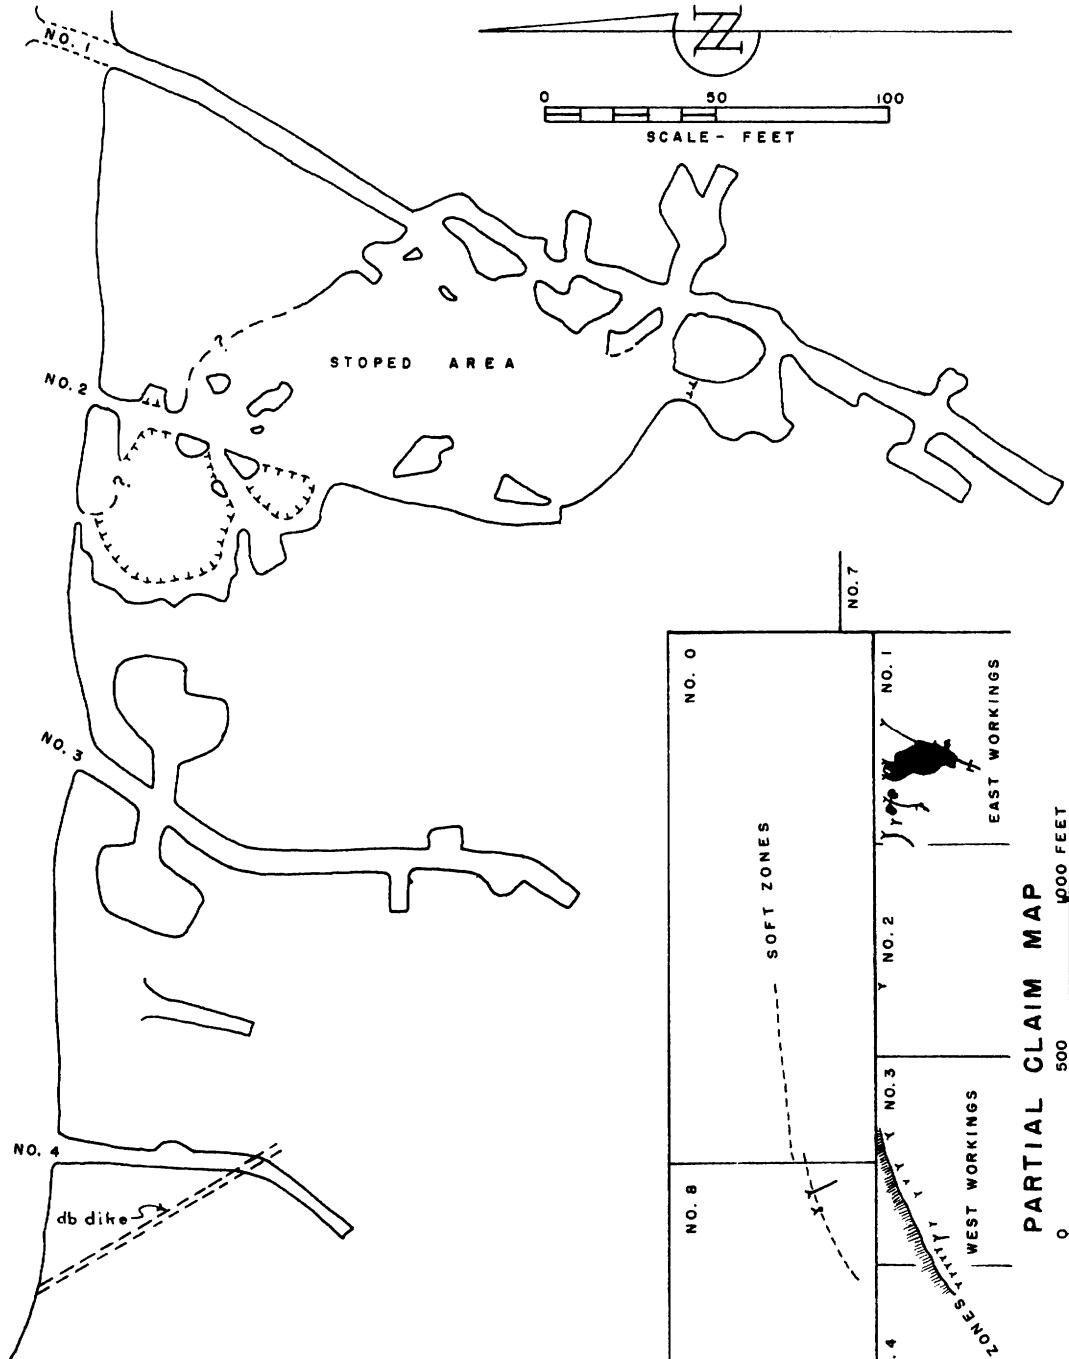 NO. 1
N
0 50 100
SCALE - FEET
STOPED AREA
?
NO. 2
?
NO. 3
NO. 4
db dike
NO. 7
NO. 0
NO. 1
EAST WORKINGS
SOFT ZONES
NO. 2
NO. 3
WEST WORKINGS
NO. 8
ZONES
. 4
PARTIAL CLAIM MAP
0 500 1000 FEET